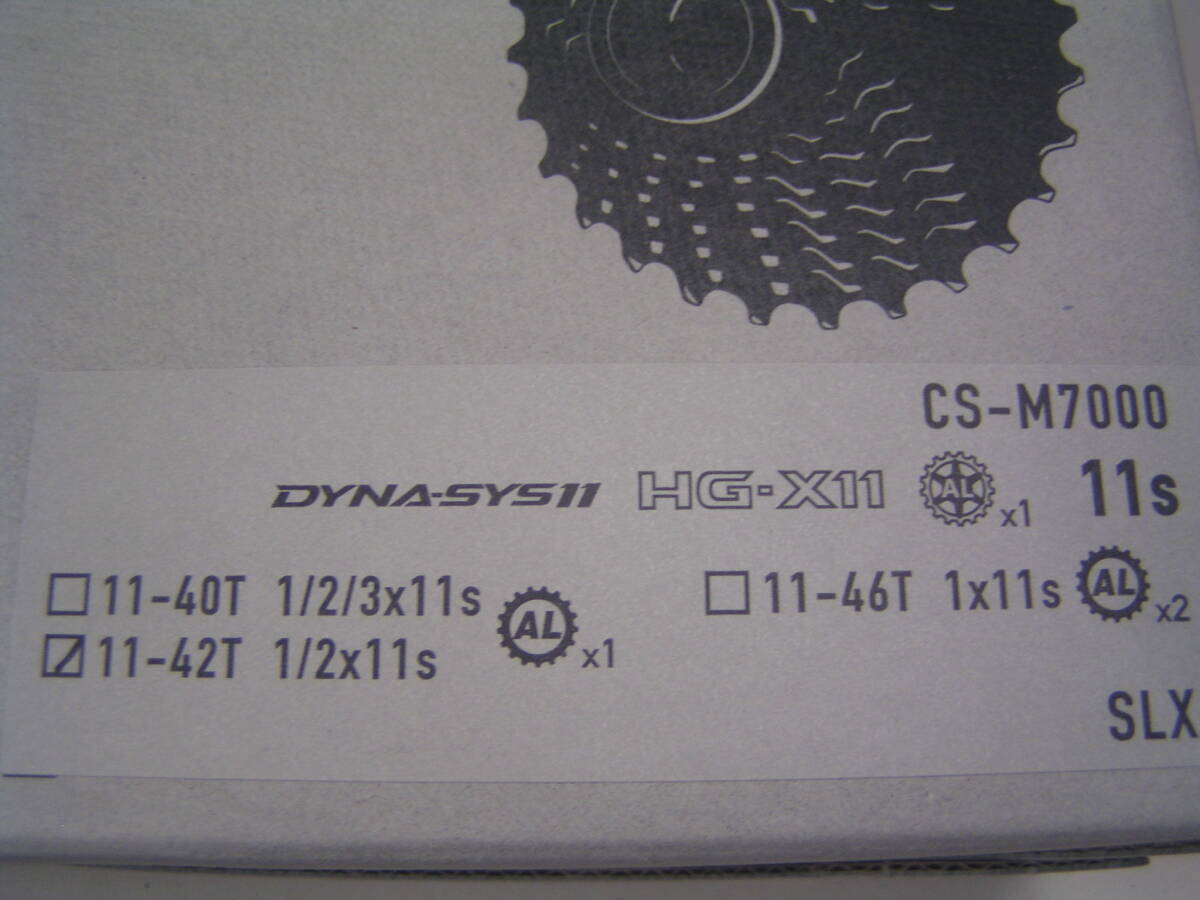 CS-M7000
DYNA-SYS11 HG-X11 AL x1 11s
11-40T 1/2/3x11s AL x1
11-42T 1/2x11s
11-46T 1x11s AL x2
SLX